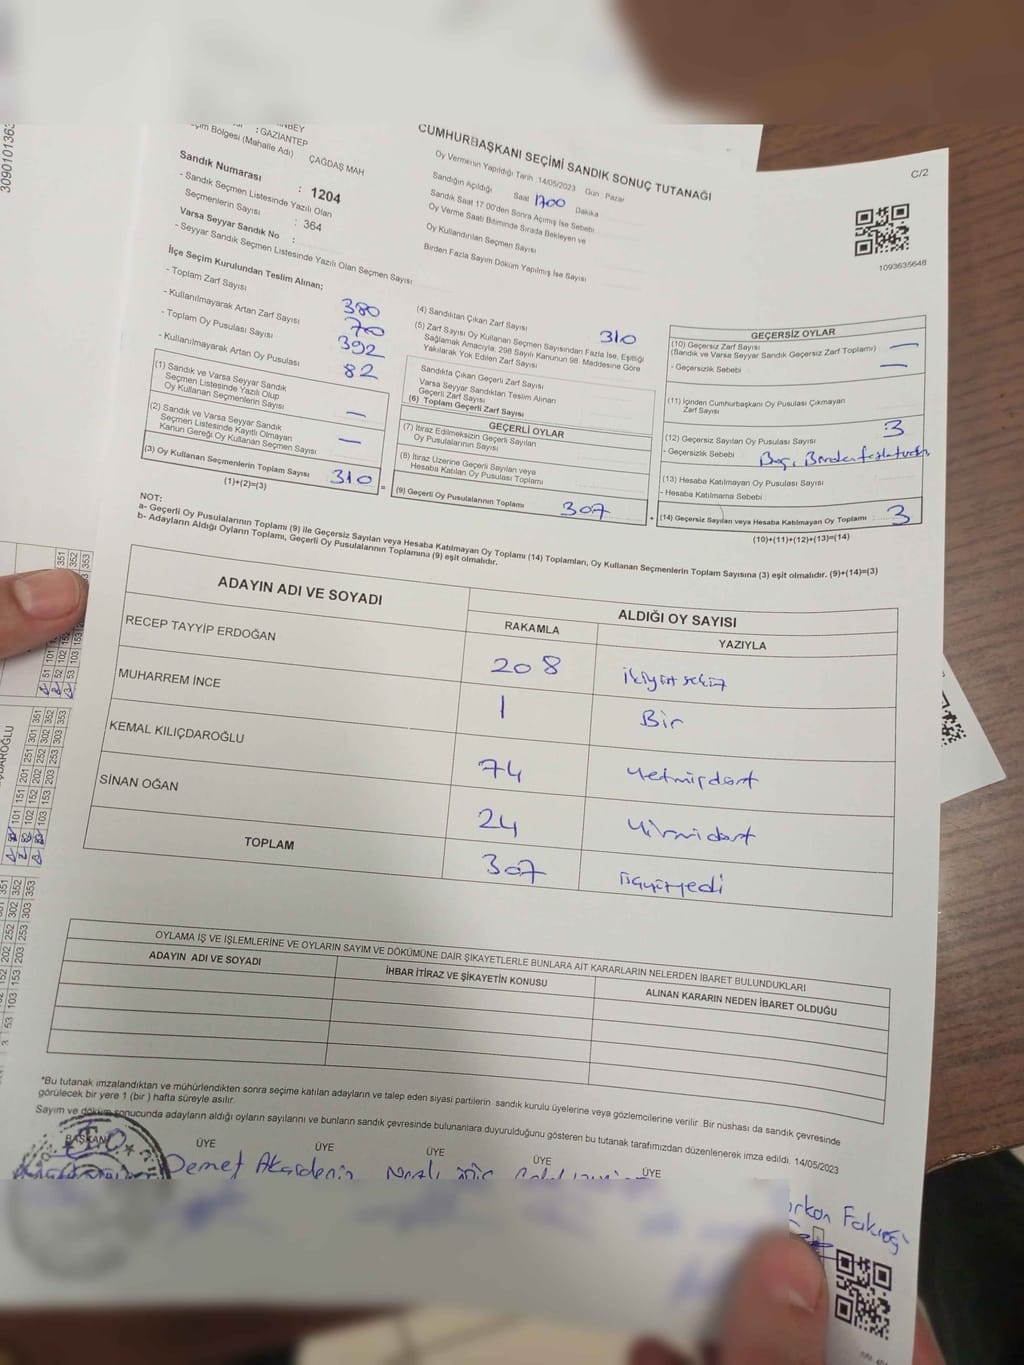 3090101363
: GAZİANTEP
ÇAĞDAŞ MAH
Sandık Numarası : 1204
- Sandık Seçmen Listesinde Yazılı Olan
Seçmenlerin Sayısı : 364
Varsa Seyyar Sandık No :
- Seyyar Sandık Seçmen Listesinde Yazılı Olan Seçmen Sayısı
CUMHURBAŞKANI SEÇİMİ SANDIK SONUÇ TUTANAĞI
Oy Vermenin Yapıldığı Tarih 14/05/2023 Gün Pazar
Sandığın Açıldığı Saat 1700 Dakika
Sandık Saat 17:00'den Sonra Açımış İse Sebebi
Oy Verme Saati Bitiminde Sırada Bekleyen ve
Oy Kullandırılan Seçmen Sayısı
Birden Fazla Sayım Döküm Yapılmış İse Sayısı
C/2
1093635648
İlçe Seçim Kurulundan Teslim Alınan;
- Toplam Zarf Sayısı 380
- Kullanılmayarak Artan Zarf Sayısı 70
- Toplam Oy Pusulası Sayısı 392
- Kullanılmayarak Artan Oy Pusulası 82
(1) Sandık ve Varsa Seyyar Sandık
Seçmen Listesinde Yazılı Olup
Oy Kullanan Seçmenlerin Sayısı —
(2) Sandık ve Varsa Seyyar Sandık
Seçmen Listesinde Kayıtlı Olmayan
Kanun Gereği Oy Kullanan Seçmen Sayısı —
(3) Oy Kullanan Seçmenlerin Toplam Sayısı 310 =
(1)+(2)=(3)
(4) Sandıktan Çıkan Zarf Sayısı 310
(5) Zarf Sayısı Oy Kullanan Seçmen Sayısından Fazla İse, Eşitliği
Sağlamak Amacıyla, 298 Sayılı Kanunun 98. Maddesine Göre
Yakılarak Yok Edilen Zarf Sayısı
Sandıkta Çıkan Geçerli Zarf Sayısı
Varsa Seyyar Sandıktan Teslim Alınan
Geçerli Zarf Sayısı
(6) Toplam Geçerli Zarf Sayısı
GEÇERLİ OYLAR
(7) İtiraz Edilmeksizin Geçerli Sayılan
Oy Pusulalarının Sayısı
(8) İtiraz Üzerine Geçerli Sayılan veya
Hesaba Katılan Oy Pusulası Toplamı
(9) Geçerli Oy Pusulalarının Toplamı 307 +
GEÇERSİZ OYLAR
(10) Geçersiz Zarf Sayısı —
(Sandık ve Varsa Seyyar Sandık Geçersiz Zarf Toplamı)
- Geçersizlik Sebebi —
(11) İçinden Cumhurbaşkanı Oy Pusulası Çıkmayan
Zarf Sayısı
(12) Geçersiz Sayılan Oy Pusulası Sayısı 3
- Geçersizlik Sebebi Boş,
(13) Hesaba Katılmayan Oy Pusulası Sayısı
- Hesaba Katılmama Sebebi
(14) Geçersiz Sayılan veya Hesaba Katılmayan Oy Toplamı : 3
(10)+(11)+(12)+(13)=(14)
NOT:
a- Geçerli Oy Pusulalarının Toplamı (9) ile Geçersiz Sayılan veya Hesaba Katılmayan Oy Toplamı (14) Toplamları, Oy Kullanan Seçmenlerin Toplam Sayısına (3) eşit olmalıdır. (9)+(14)=(3)
b- Adayların Aldığı Oyların Toplamı, Geçerli Oy Pusulalarının Toplamına (9) eşit olmalıdır.
ADAYIN ADI VE SOYADI ALDIĞI OY SAYISI
RAKAMLA YAZIYLA
RECEP TAYYİP ERDOĞAN 208 ikiyüzsekiz
MUHARREM İNCE 1 Bir
KEMAL KILIÇDAROĞLU 74 Yetmişdört
SİNAN OĞAN 24 Yirmidört
TOPLAM 307 üçyüzyedi
OYLAMA İŞ VE İŞLEMLERİNE VE OYLARIN SAYIM VE DÖKÜMÜNE DAİR ŞİKAYETLERLE BUNLARA AİT KARARLARIN NELERDEN İBARET BULUNDUKLARI
ADAYIN ADI VE SOYADI İHBAR İTİRAZ VE ŞİKAYETİN KONUSU ALINAN KARARIN NEDEN İBARET OLDUĞU
*Bu tutanak imzalandıktan ve mühürlendikten sonra seçime katılan adayların ve talep eden siyasi partilerin sandık kurulu üyelerine veya gözlemcilerine verilir. Bir nüshası da sandık çevresinde
görülecek bir yere 1 (bir ) hafta süreyle asılır.
Sayım ve döküm sonucunda adayların aldığı oyların sayılarını ve bunların sandık çevresinde bulunanlara duyurulduğunu gösteren bu tutanak tarafımızdan düzenlenerek imza edildi. 14/05/2023
BAŞKAN ÜYE ÜYE ÜYE ÜYE ÜYE
Demet Akdeniz